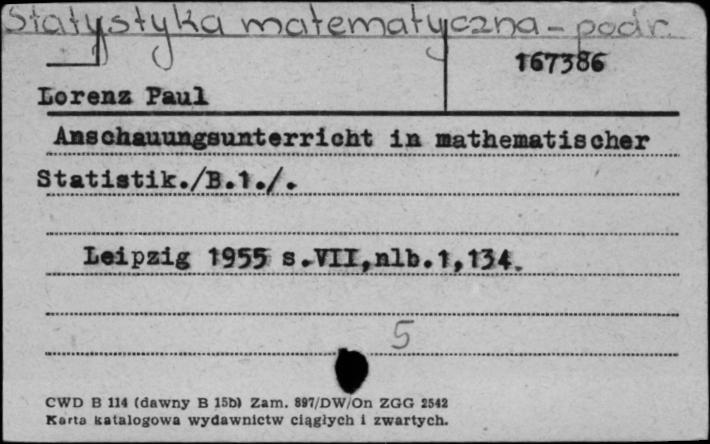 Statystyka matematyczna - podr.
167386
Lorenz Paul
Anschauungsunterricht in mathematischer
Statistik./B.1./.
Leipzig 1955 s.VII,nlb.1,134.
5
CWD B 114 (dawny B 15b) Zam. 897/DW/On ZGG 2542
Karta katalogowa wydawnictw ciągłych i zwartych.